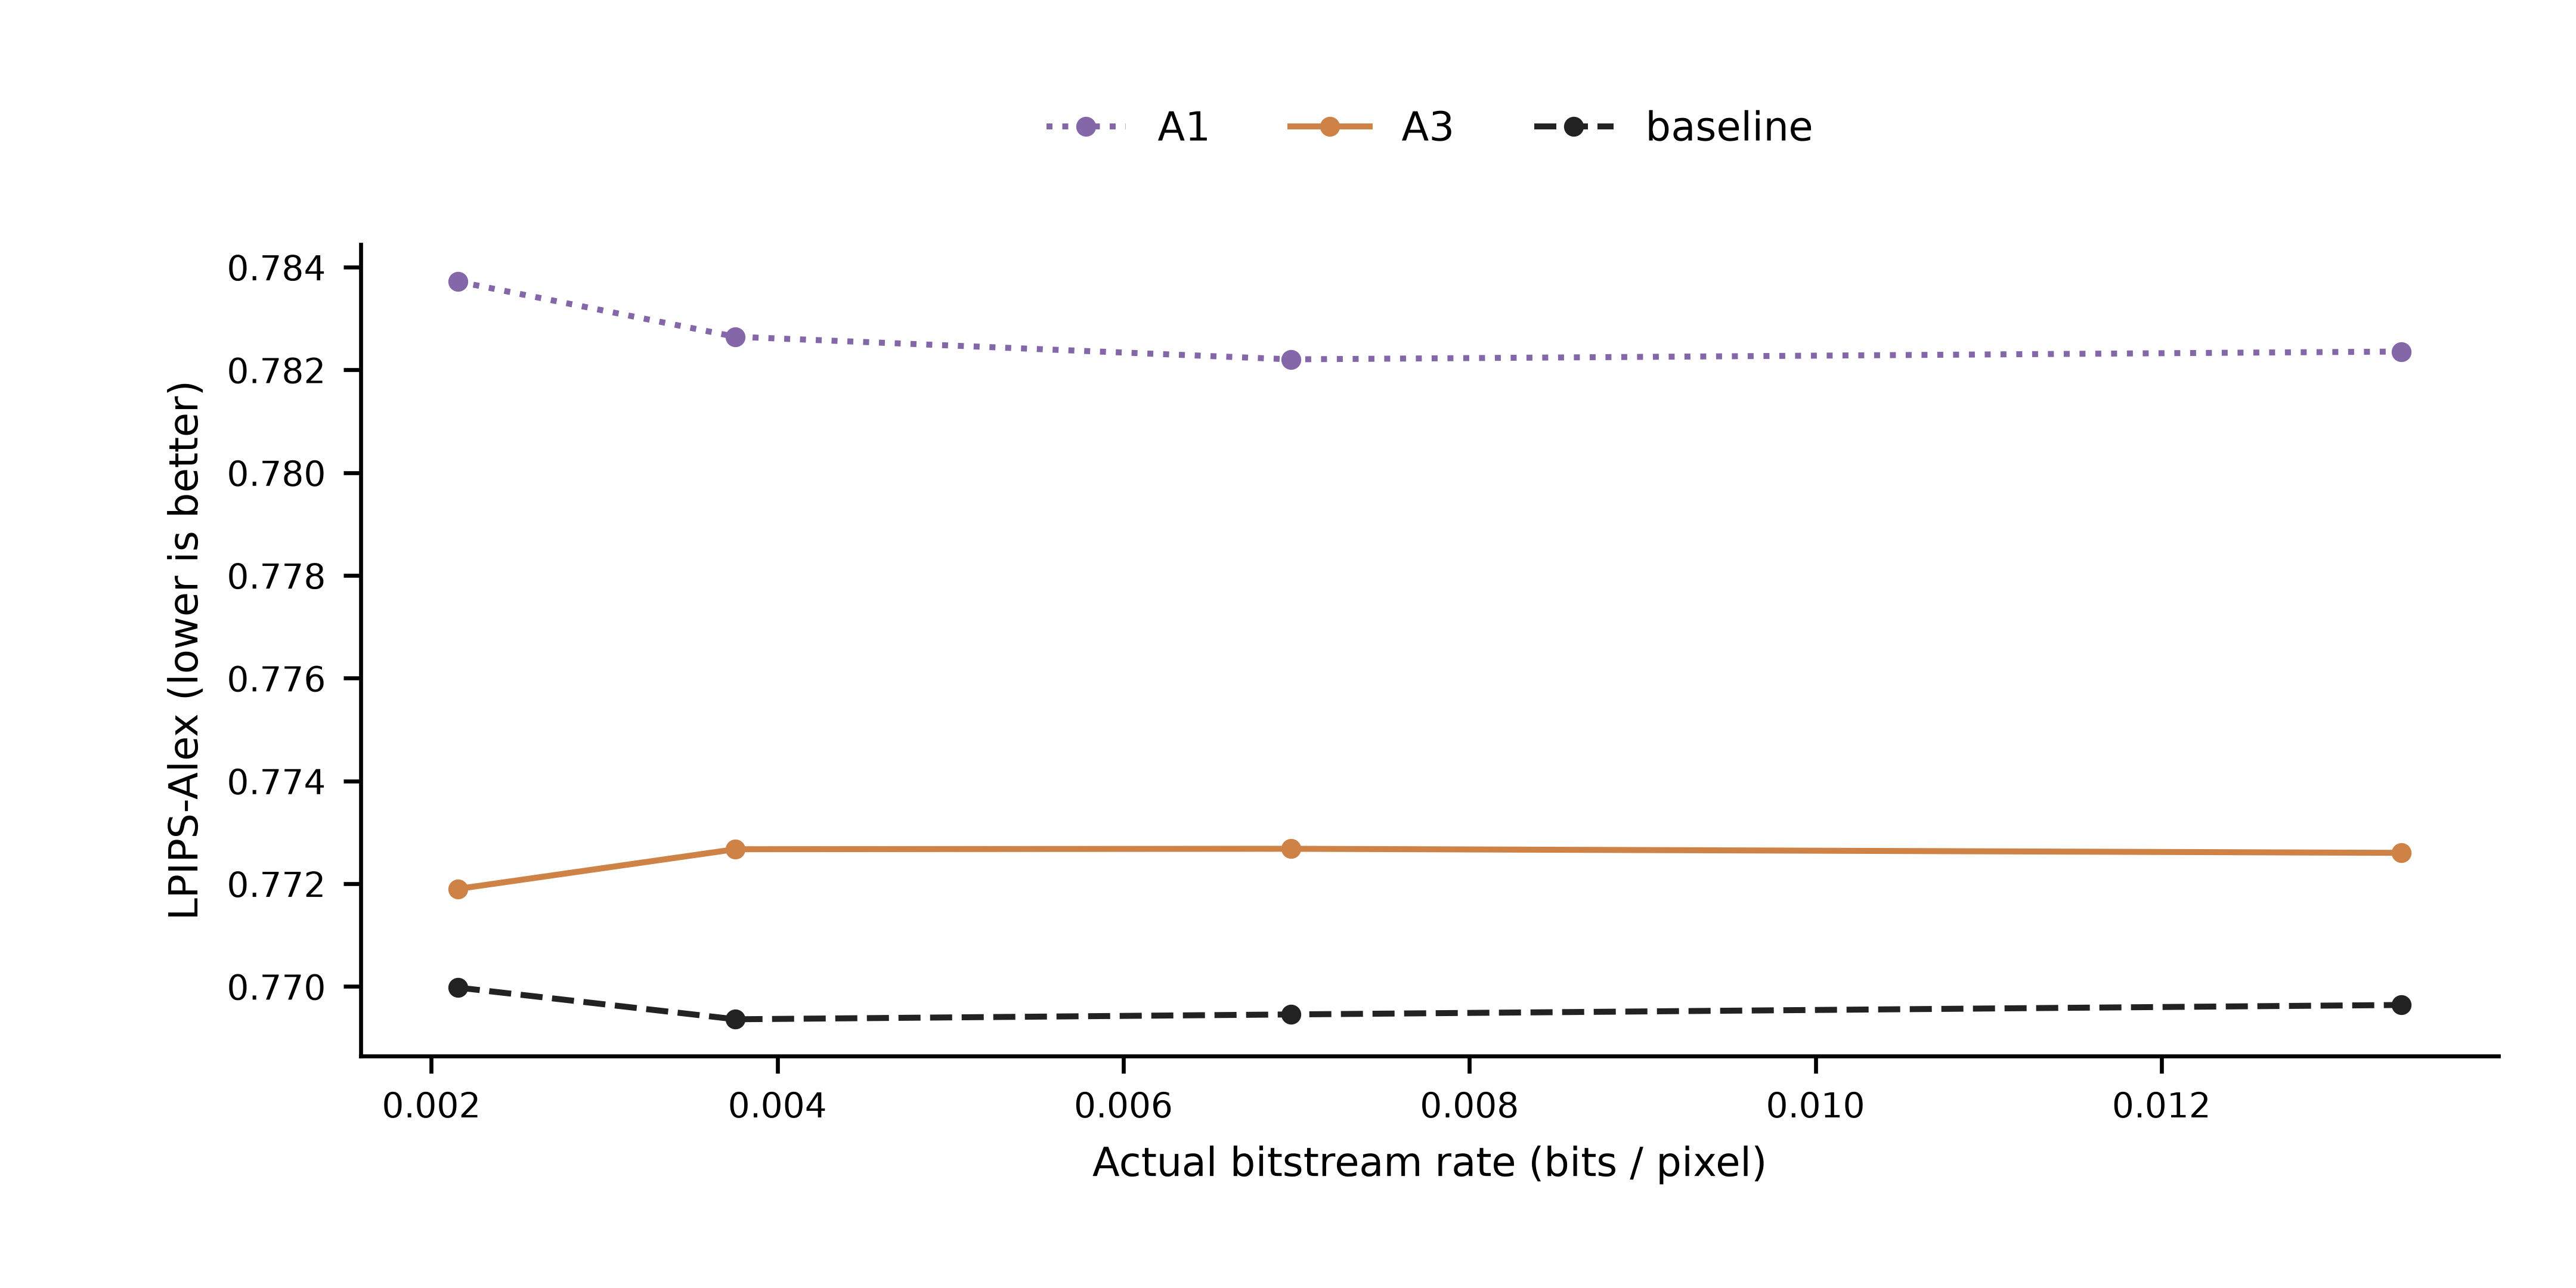 A1 A3 baseline
0.784
0.782
0.780
0.778
0.776
0.774
0.772
0.770
LPIPS-Alex (lower is better)
0.002 0.004 0.006 0.008 0.010 0.012
Actual bitstream rate (bits / pixel)